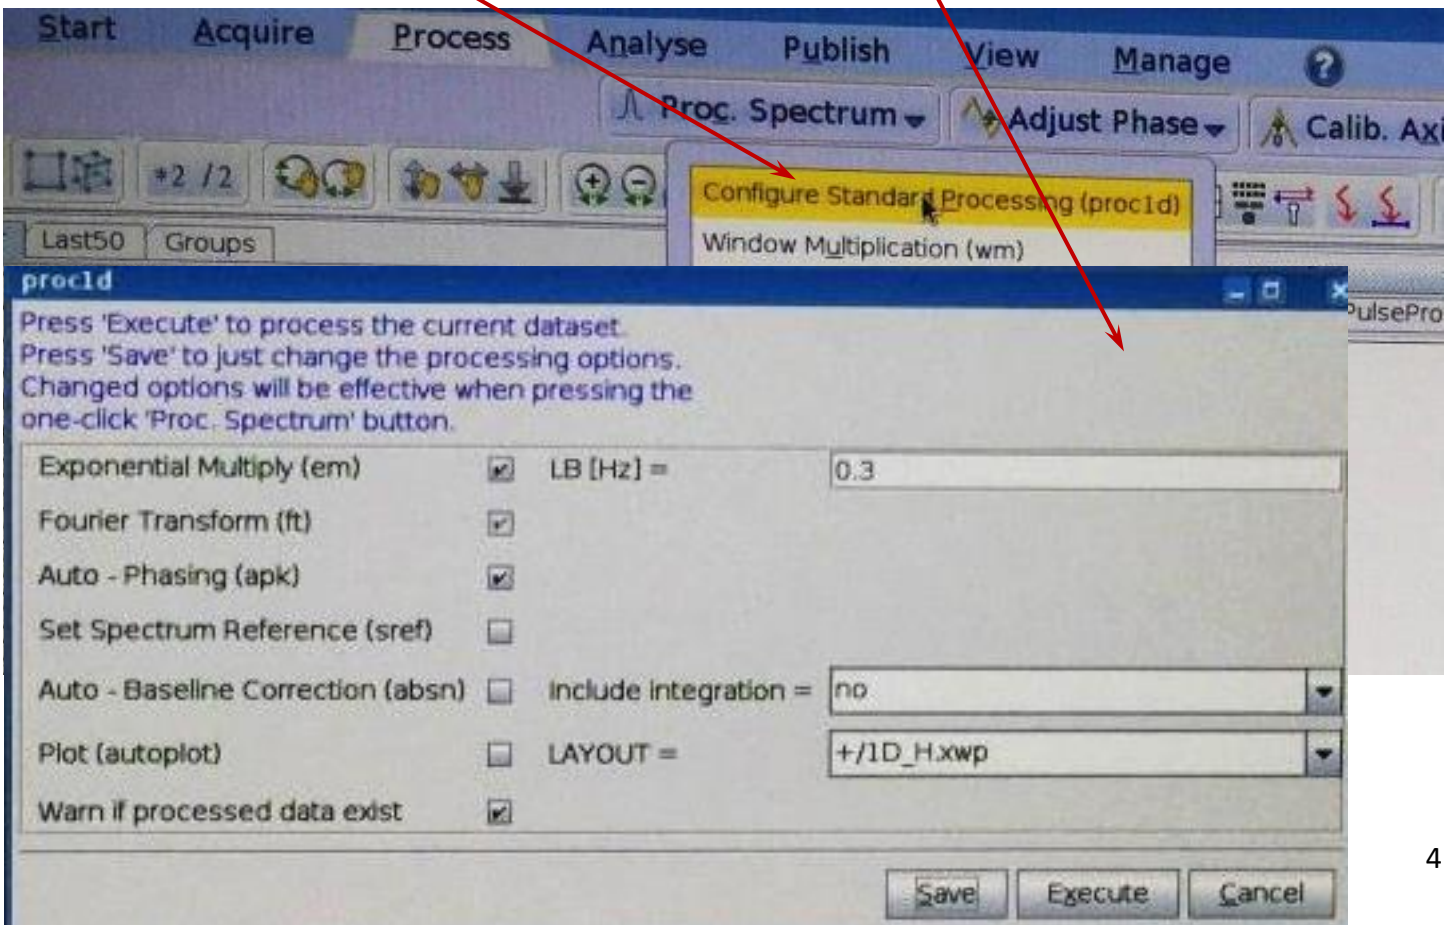 Start Acquire Process Analyse Publish View Manage ?
Proc. Spectrum Adjust Phase Calib. Axi
*2 /2
Configure Standard Processing (proc1d)
Last50 Groups
Window Multiplication (wm)
proc1d
PulsePro
Press 'Execute' to process the current dataset.
Press 'Save' to just change the processing options.
Changed options will be effective when pressing the
one-click 'Proc. Spectrum' button.
Exponential Multiply (em) LB [Hz] = 0.3
Fourier Transform (ft)
Auto - Phasing (apk)
Set Spectrum Reference (sref)
Auto - Baseline Correction (absn) Include integration = no
Plot (autoplot) LAYOUT = +/1D_H.xwp
Warn if processed data exist
Save Execute Cancel
4